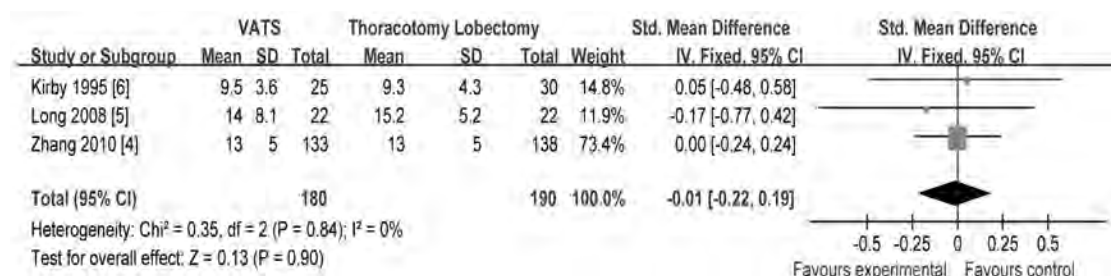 VATS Thoracotomy Lobectomy Std. Mean Difference Std. Mean Difference
Study or Subgroup Mean SD Total Mean SD Total Weight IV. Fixed, 95% CI IV. Fixed, 95% CI
Kirby 1995 [6] 9.5 3.6 25 9.3 4.3 30 14.8% 0.05 [-0.48, 0.58]
Long 2008 [5] 14 8.1 22 15.2 5.2 22 11.9% -0.17 [-0.77, 0.42]
Zhang 2010 [4] 13 5 133 13 5 138 73.4% 0.00 [-0.24, 0.24]
Total (95% CI) 180 190 100.0% -0.01 [-0.22, 0.19]
Heterogeneity: Chi² = 0.35, df = 2 (P = 0.84); I² = 0%
Test for overall effect: Z = 0.13 (P = 0.90)
-0.5 -0.25 0 0.25 0.5
Favours experimental Favours control